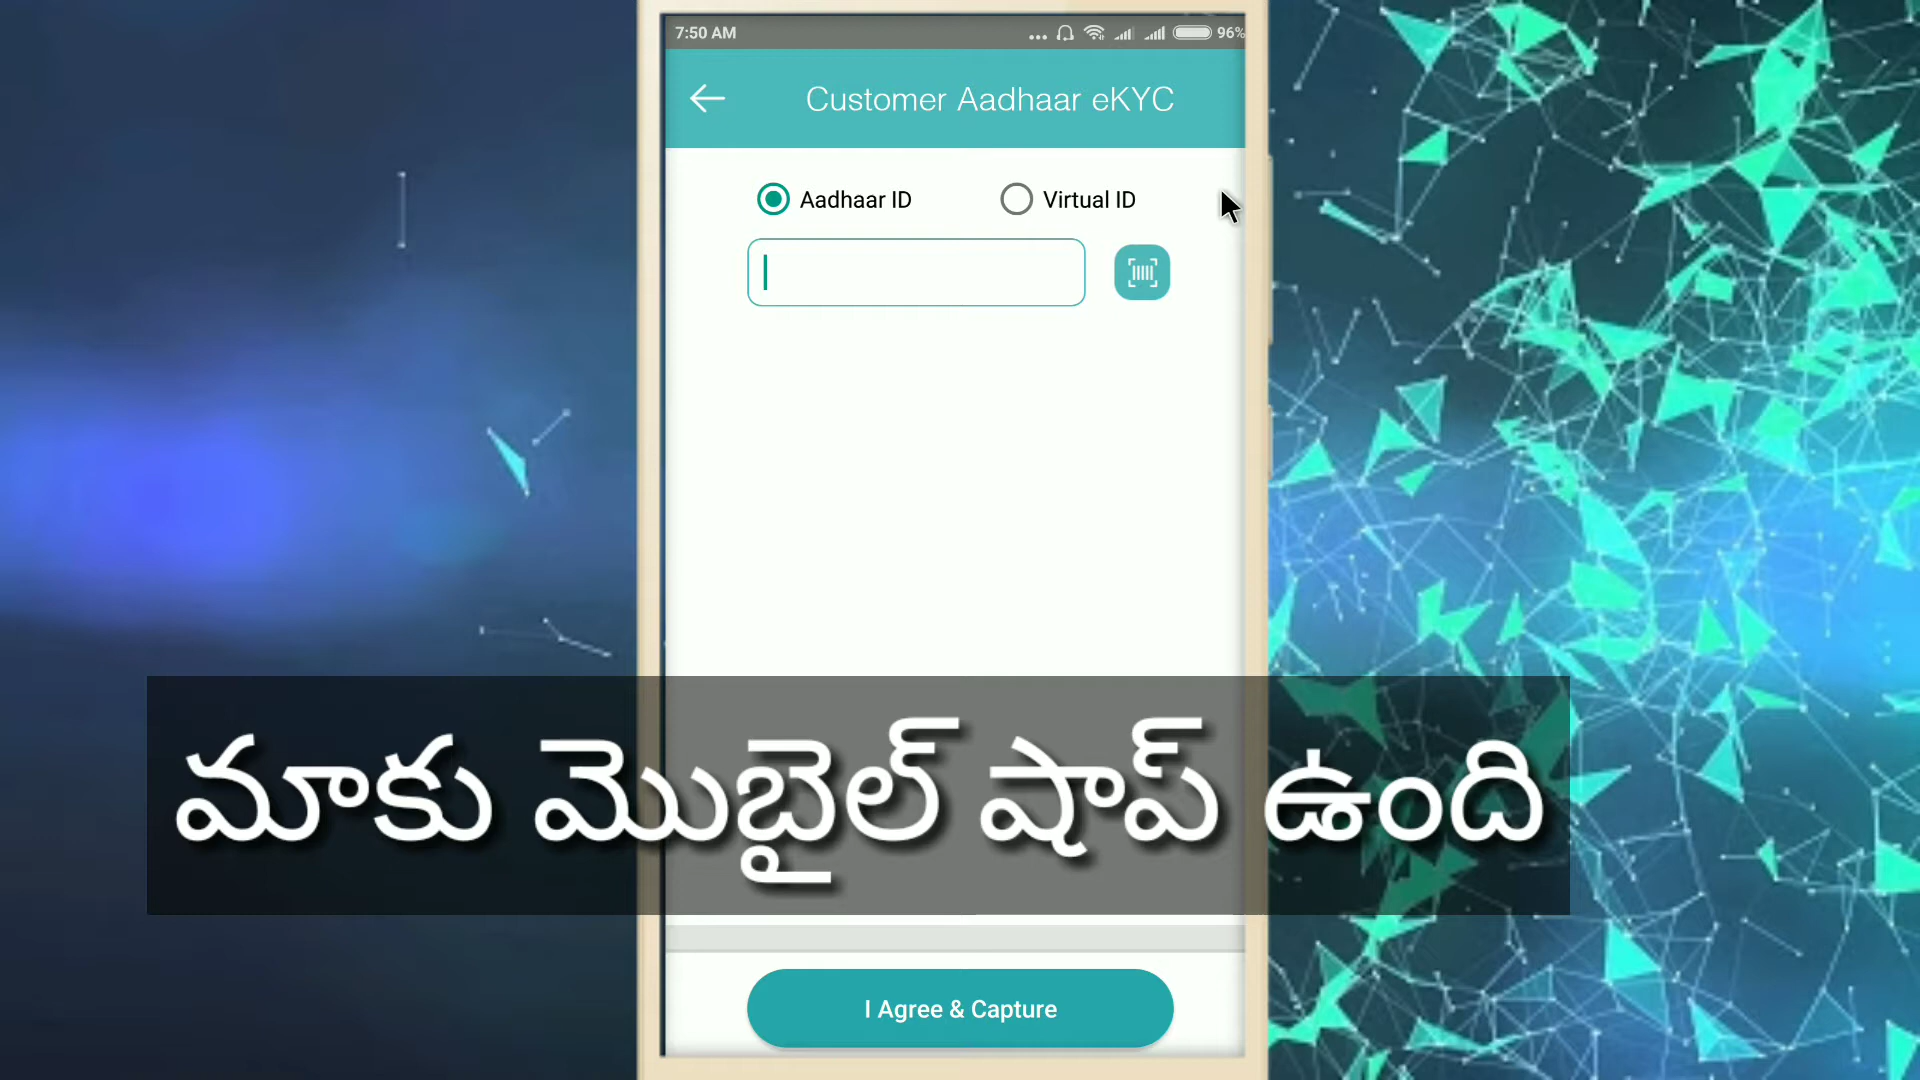 7:50 AM
96%
Customer Aadhaar eKYC
Aadhaar ID
Virtual ID
మాకు మొబైల్ షాప్ ఉంది
I Agree & Capture